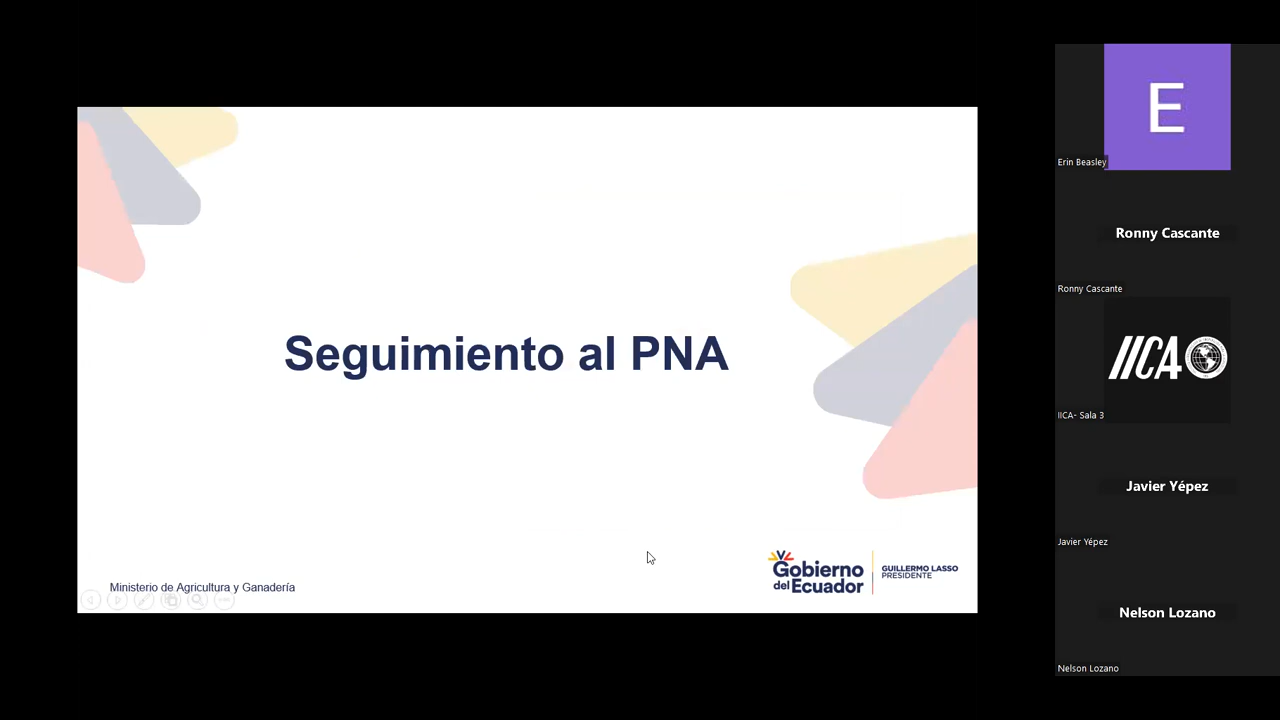 Seguimiento al PNA
Ministerio de Agricultura y Ganadería
Gobierno
del Ecuador
GUILLERMO LASSO
PRESIDENTE
E
Erin Beasley
Ronny Cascante
Ronny Cascante
IICA
IICA- Sala 3
Javier Yépez
Javier Yépez
Nelson Lozano
Nelson Lozano